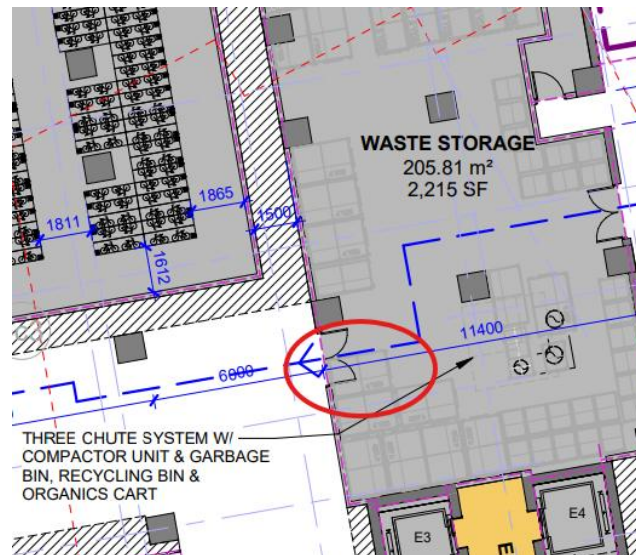 WASTE STORAGE
205.81 m²
2,215 SF
1865
1811
1500
1612
11400
6000
THREE CHUTE SYSTEM W/
COMPACTOR UNIT & GARBAGE
BIN, RECYCLING BIN &
ORGANICS CART
E3
E4
E